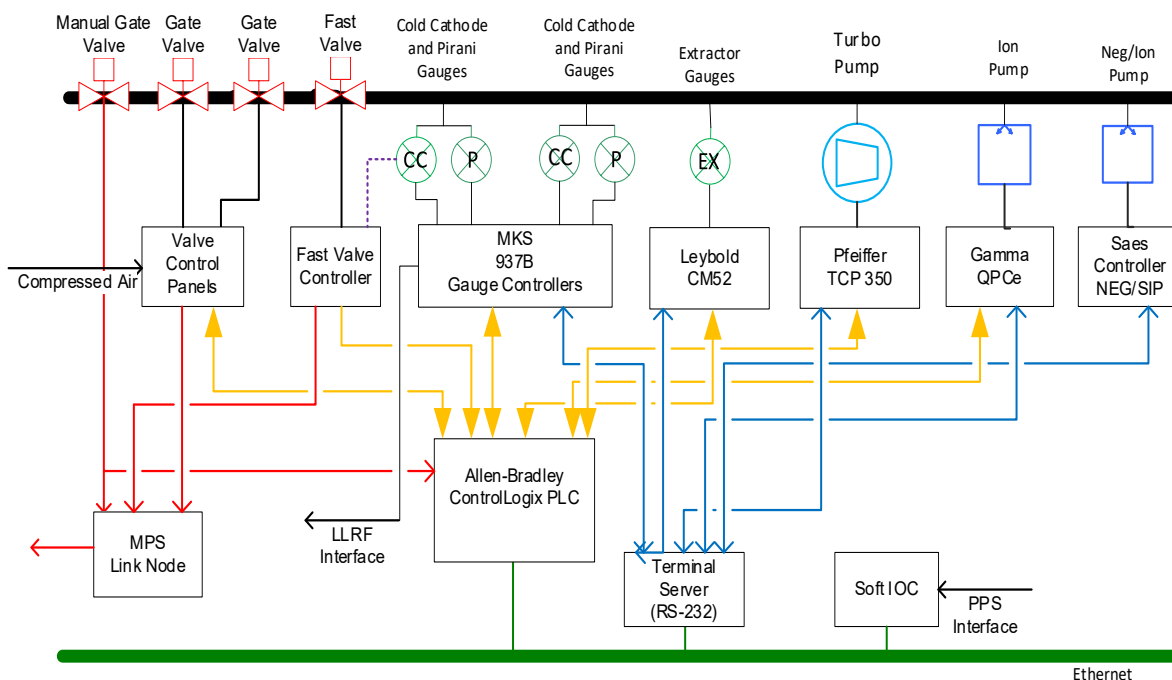 Manual Gate
Valve
Gate
Valve
Gate
Valve
Fast
Valve
Cold Cathode
and Pirani
Gauges
Cold Cathode
and Pirani
Gauges
Extractor
Gauges
Turbo
Pump
Ion
Pump
Neg/Ion
Pump
CC
P
CC
P
EX
Compressed Air
Valve
Control
Panels
Fast Valve
Controller
MKS
937B
Gauge Controllers
Leybold
CM52
Pfeiffer
TCP 350
Gamma
QPCe
Saes
Controller
NEG/SIP
Allen-Bradley
ControlLogix PLC
MPS
Link Node
LLRF
Interface
Terminal
Server
(RS-232)
Soft IOC
PPS
Interface
Ethernet